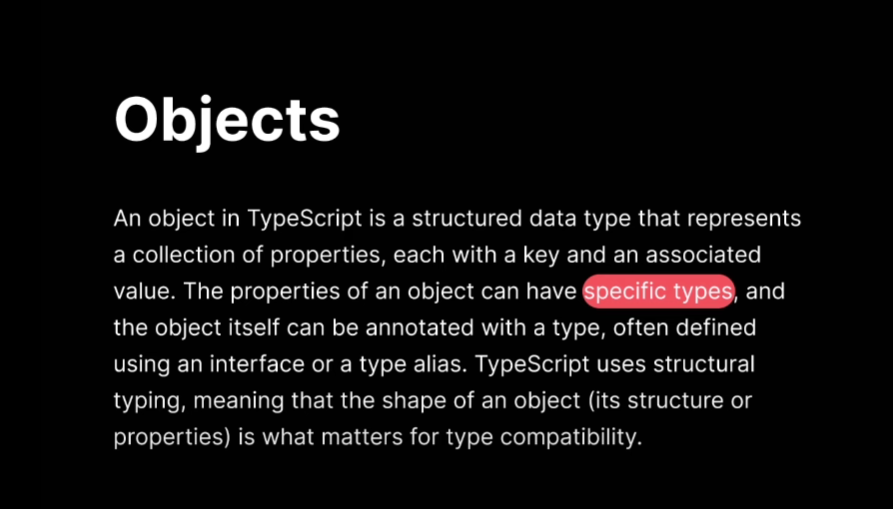 Objects
An object in TypeScript is a structured data type that represents
a collection of properties, each with a key and an associated
value. The properties of an object can have specific types, and
the object itself can be annotated with a type, often defined
using an interface or a type alias. TypeScript uses structural
typing, meaning that the shape of an object (its structure or
properties) is what matters for type compatibility.